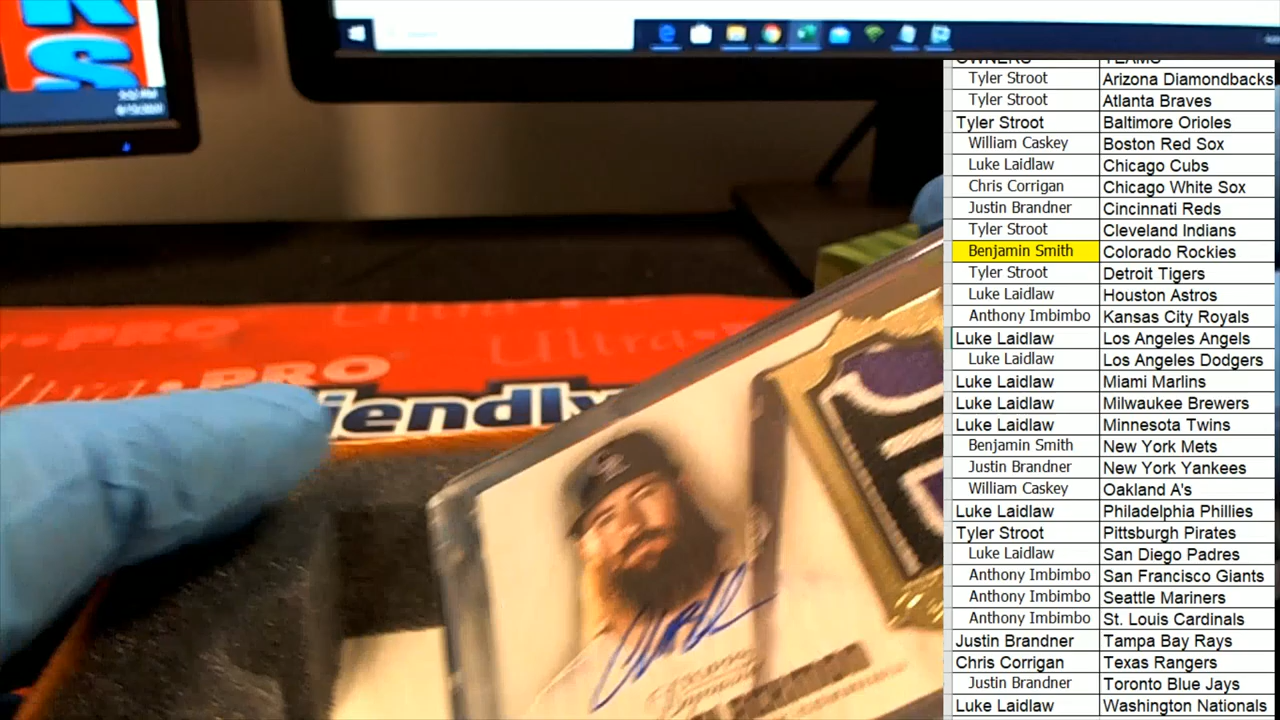 KS
OWNERS TEAMS
Tyler Stroot Arizona Diamondbacks
Tyler Stroot Atlanta Braves
Tyler Stroot Baltimore Orioles
William Caskey Boston Red Sox
Luke Laidlaw Chicago Cubs
Chris Corrigan Chicago White Sox
Justin Brandner Cincinnati Reds
Tyler Stroot Cleveland Indians
Benjamin Smith Colorado Rockies
Tyler Stroot Detroit Tigers
Luke Laidlaw Houston Astros
Anthony Imbimbo Kansas City Royals
Luke Laidlaw Los Angeles Angels
Luke Laidlaw Los Angeles Dodgers
Luke Laidlaw Miami Marlins
Luke Laidlaw Milwaukee Brewers
Luke Laidlaw Minnesota Twins
Benjamin Smith New York Mets
Justin Brandner New York Yankees
William Caskey Oakland A's
Luke Laidlaw Philadelphia Phillies
Tyler Stroot Pittsburgh Pirates
Luke Laidlaw San Diego Padres
Anthony Imbimbo San Francisco Giants
Anthony Imbimbo Seattle Mariners
Anthony Imbimbo St. Louis Cardinals
Justin Brandner Tampa Bay Rays
Chris Corrigan Texas Rangers
Justin Brandner Toronto Blue Jays
Luke Laidlaw Washington Nationals
PRO Ultra
Ultra PRO Ultra
iendly